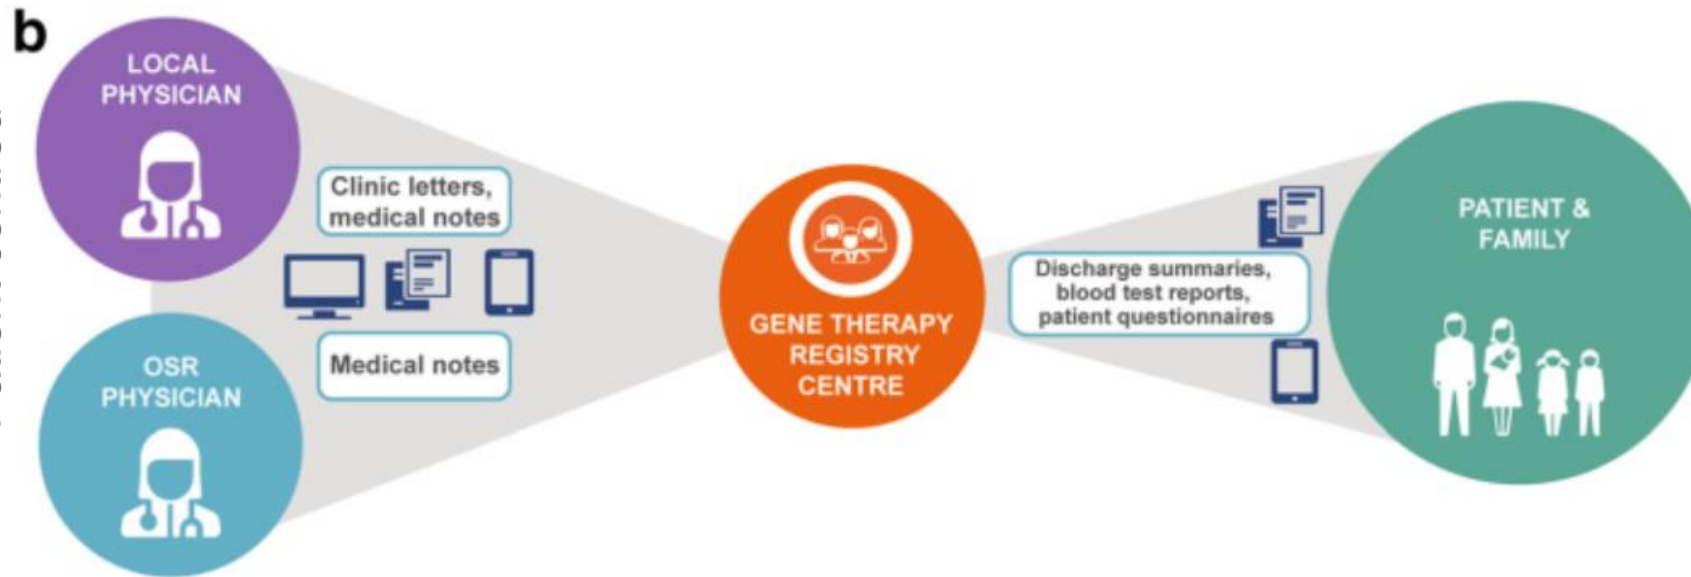 b
LOCAL
PHYSICIAN
Clinic letters,
medical notes
Medical notes
OSR
PHYSICIAN
GENE THERAPY
REGISTRY
CENTRE
Discharge summaries,
blood test reports,
patient questionnaires
PATIENT &
FAMILY